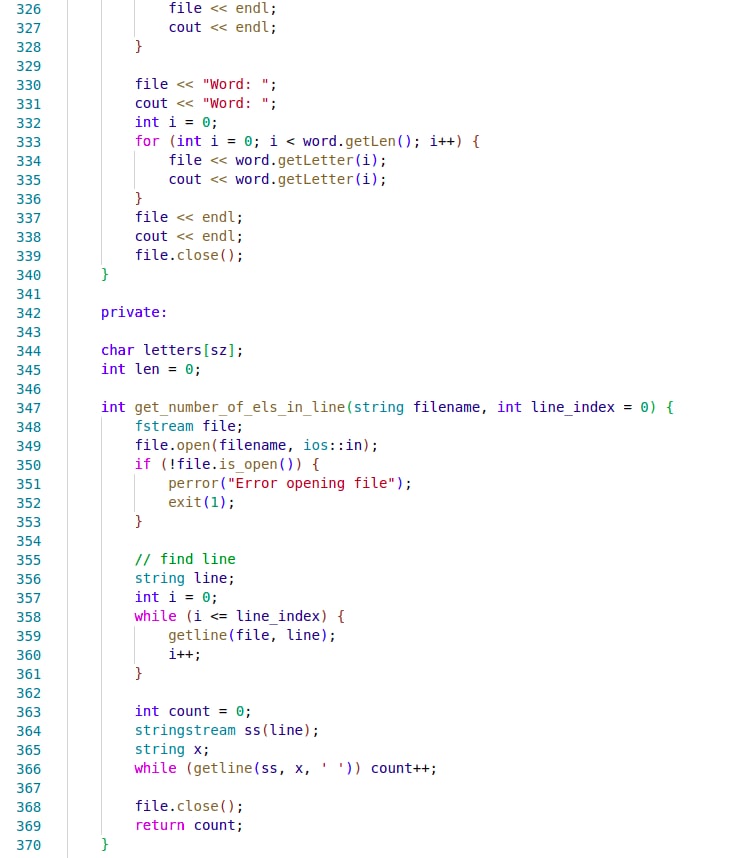 326 file << endl;
327 cout << endl;
328 }
329
330 file << "Word: ";
331 cout << "Word: ";
332 int i = 0;
333 for (int i = 0; i < word.getLen(); i++) {
334 file << word.getLetter(i);
335 cout << word.getLetter(i);
336 }
337 file << endl;
338 cout << endl;
339 file.close();
340 }
341
342 private:
343
344 char letters[sz];
345 int len = 0;
346
347 int get_number_of_els_in_line(string filename, int line_index = 0) {
348 fstream file;
349 file.open(filename, ios::in);
350 if (!file.is_open()) {
351 perror("Error opening file");
352 exit(1);
353 }
354
355 // find line
356 string line;
357 int i = 0;
358 while (i <= line_index) {
359 getline(file, line);
360 i++;
361 }
362
363 int count = 0;
364 stringstream ss(line);
365 string x;
366 while (getline(ss, x, ' ')) count++;
367
368 file.close();
369 return count;
370 }